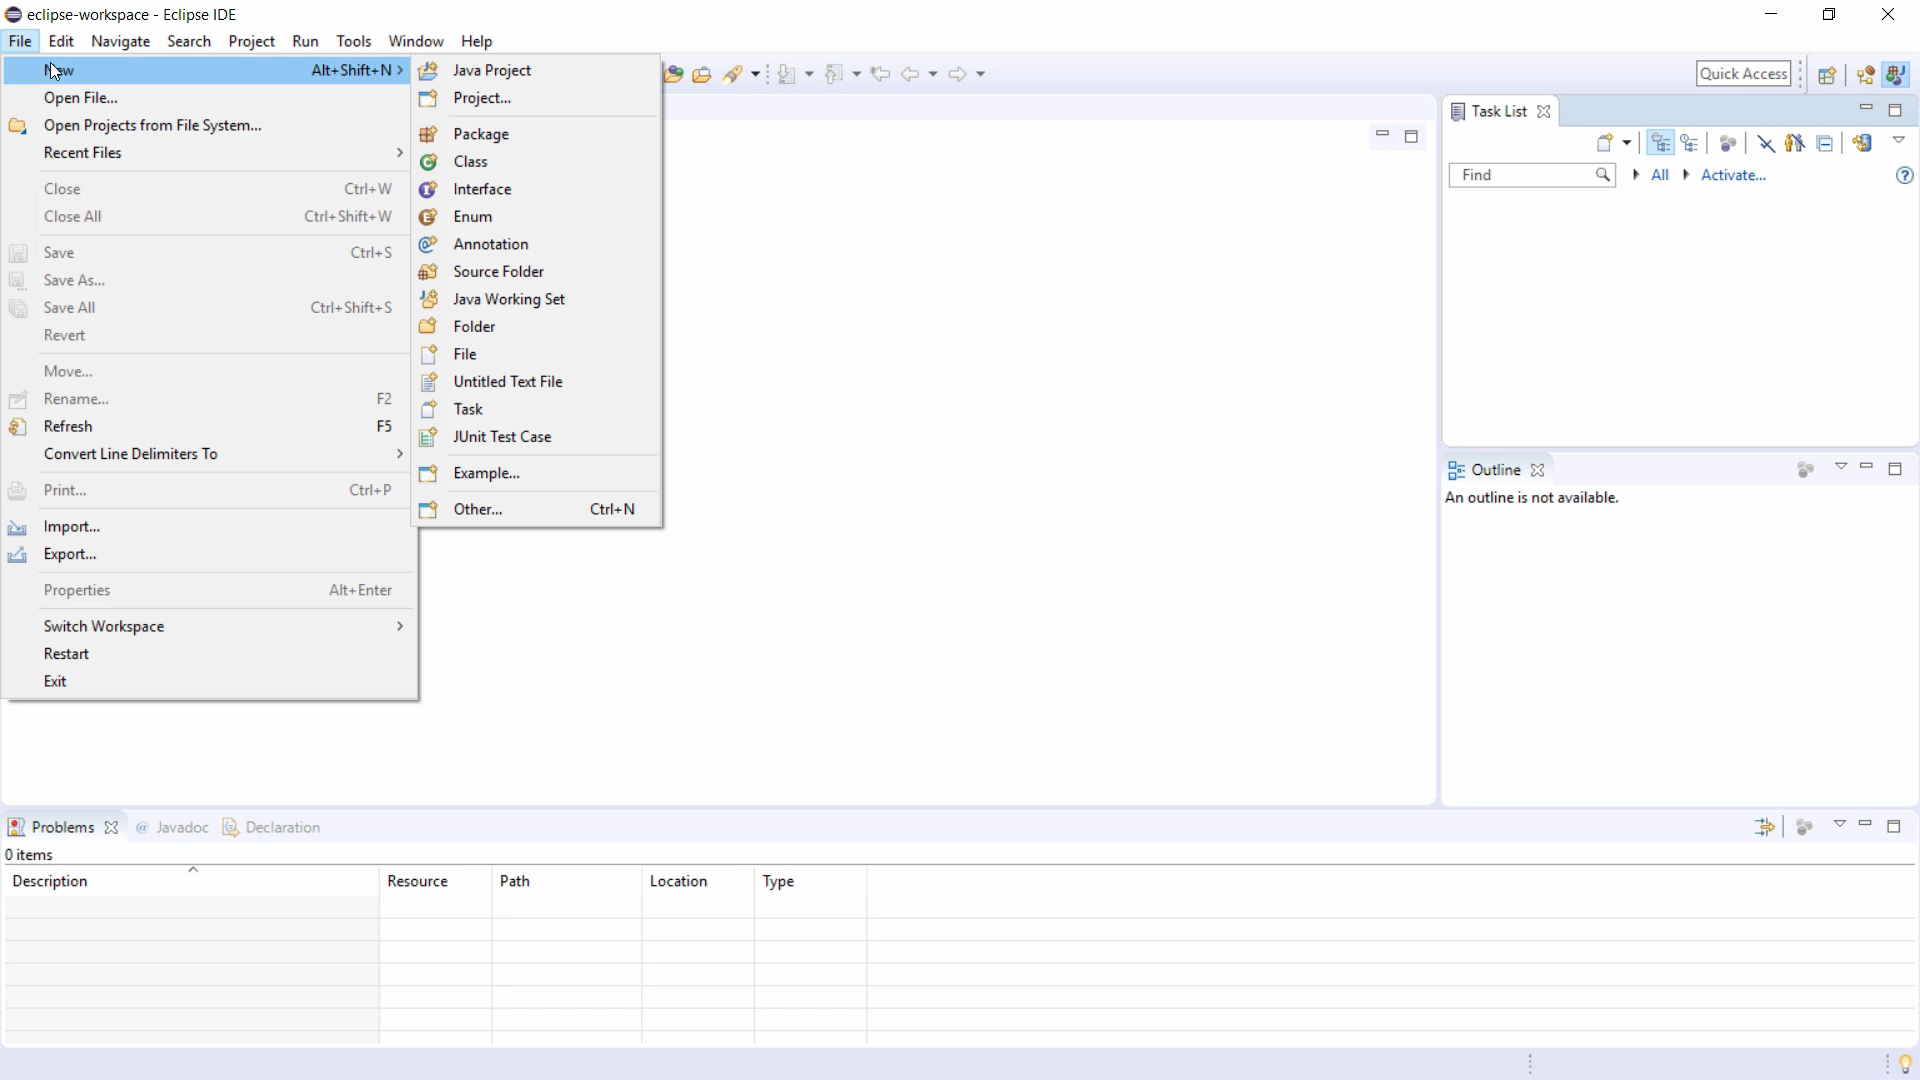 eclipse-workspace - Eclipse IDE
File Edit Navigate Search Project Run Tools Window Help
New Alt+Shift+N
Open File...
Open Projects from File System...
Recent Files
Close Ctrl+W
Close All Ctrl+Shift+W
Save Ctrl+S
Save As...
Save All Ctrl+Shift+S
Revert
Move...
Rename... F2
Refresh F5
Convert Line Delimiters To
Print... Ctrl+P
Import...
Export...
Properties Alt+Enter
Switch Workspace
Restart
Exit
Java Project
Project...
Package
Class
Interface
Enum
Annotation
Source Folder
Java Working Set
Folder
File
Untitled Text File
Task
JUnit Test Case
Example...
Other... Ctrl+N
Quick Access
Task List
Find All Activate...
Outline
An outline is not available.
Problems Javadoc Declaration
0 items
Description Resource Path Location Type